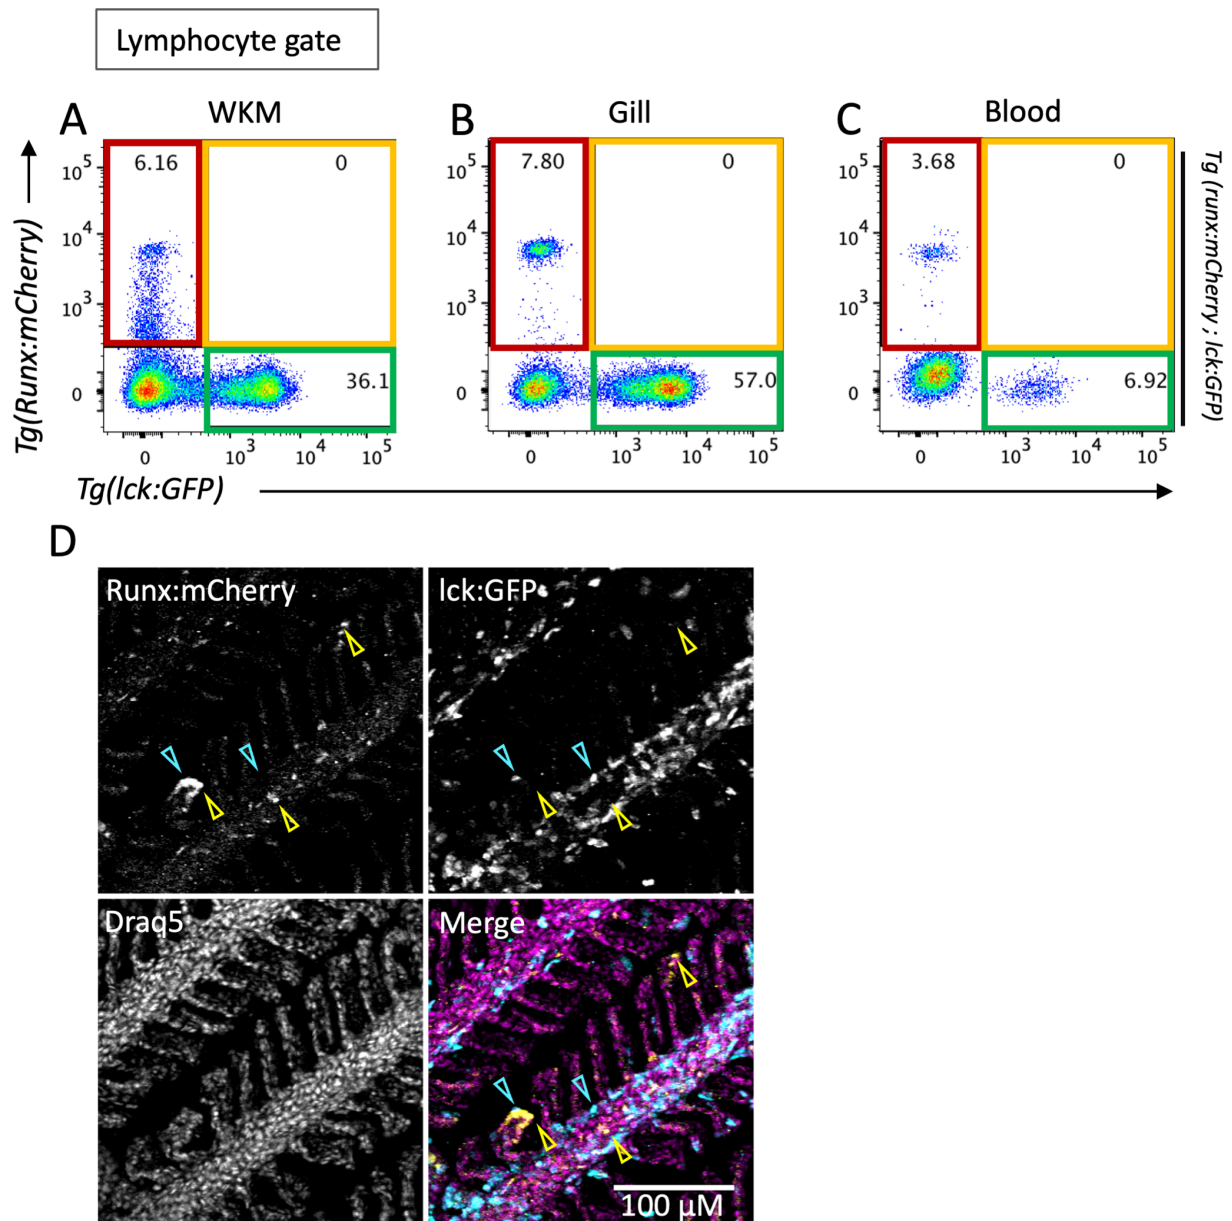 Lymphocyte gate
A
WKM
B
Gill
C
Blood
Tg(Runx:mCherry)
10^5
10^4
10^3
0
6.16
0
36.1
0
10^3
10^4
10^5
10^5
10^4
10^3
0
7.80
0
57.0
0
10^3
10^4
10^5
10^5
10^4
10^3
0
3.68
0
6.92
0
10^3
10^4
10^5
Tg (runx:mCherry ; lck:GFP)
Tg(lck:GFP)
D
Runx:mCherry
lck:GFP
Draq5
Merge
100 µM